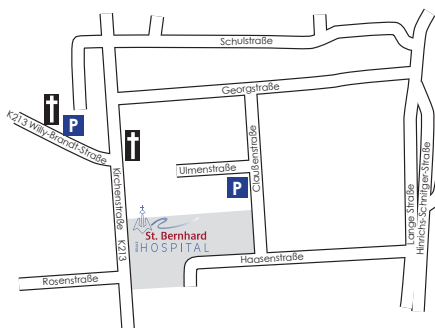 Schulstraße
Georgstraße
K213 Willy-Brandt-Straße
P
Claußenstraße
Ulmenstraße
P
Kirchenstraße
K213
St. Bernhard
HOSPITAL
Haasenstraße
Lange Straße
Hinrichs-Schnitger-Straße
Rosenstraße